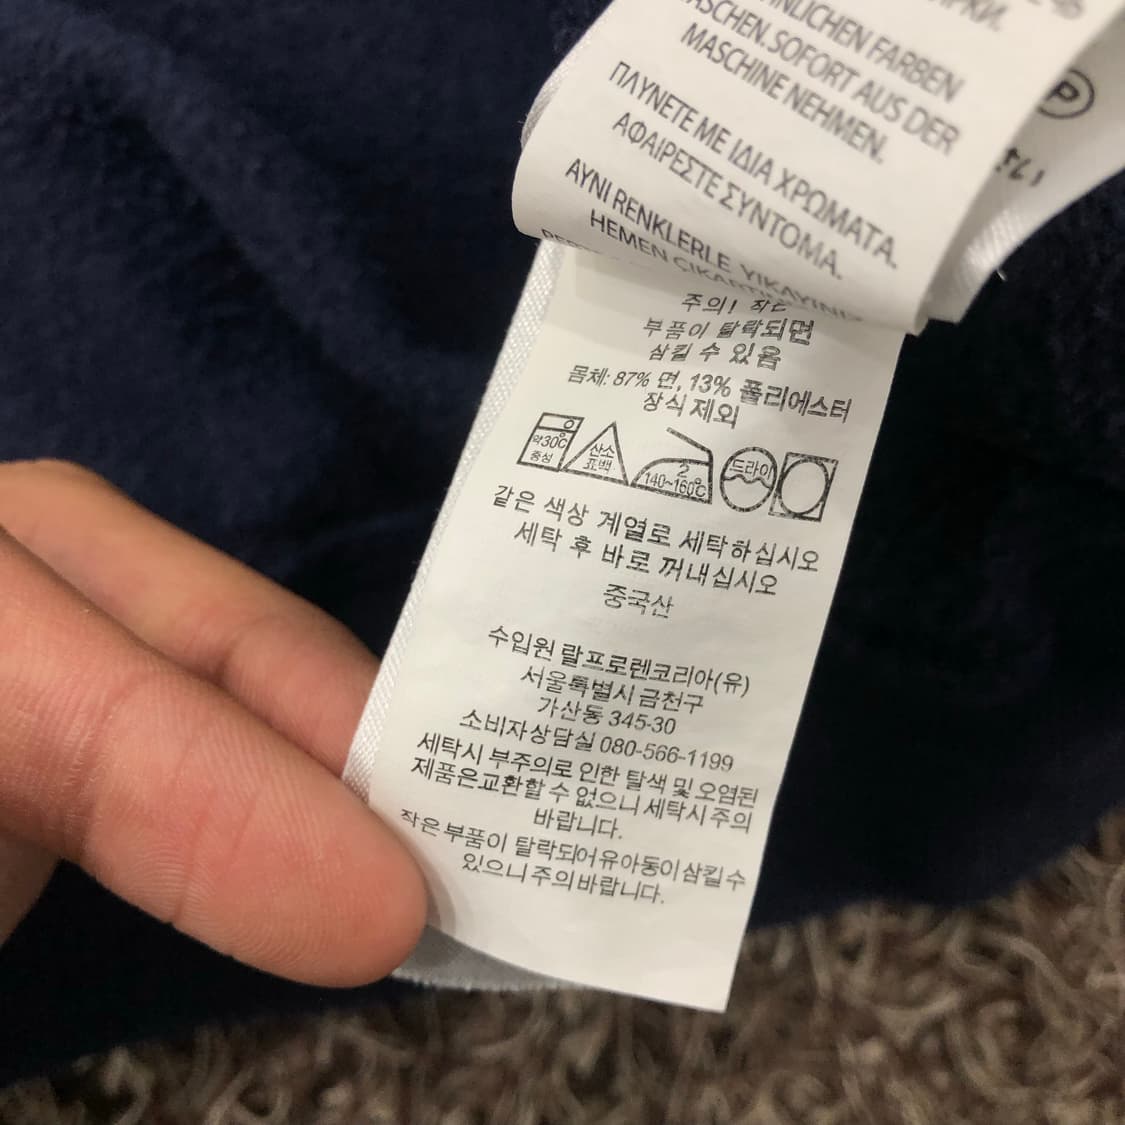 NLICHEN FARBEN
ASCHEN.SOFORT AUS DER
MASCHINE NEHMEN.
ΠΛΥΝΕΤΕ ΜΕ ΙΔΙΑ ΧΡΩΜΑΤΑ.
ΑΦΑΙΡΕΣΤΕ ΣΥΝΤΟΜΑ.
AYNI RENKLERLE YIKAYINIZ
HEMEN ÇIKARTIN
P
주의! 작은
부품이 탈락되면
삼킬 수 있음
몸체: 87% 면, 13% 폴리에스터
장식 제외
약30℃
중성
산소
표백
2
140~160℃
드라이
같은 색상 계열로 세탁하십시오
세탁 후 바로 꺼내십시오
중국산
수입원 랄프로렌코리아(유)
서울특별시 금천구
가산동 345-30
소비자상담실 080-566-1199
세탁시 부주의로 인한 탈색 및 오염된
제품은교환할 수 없으니 세탁시 주의
바랍니다.
작은 부품이 탈락되어유아동이 삼킬 수
있으니 주의 바랍니다.